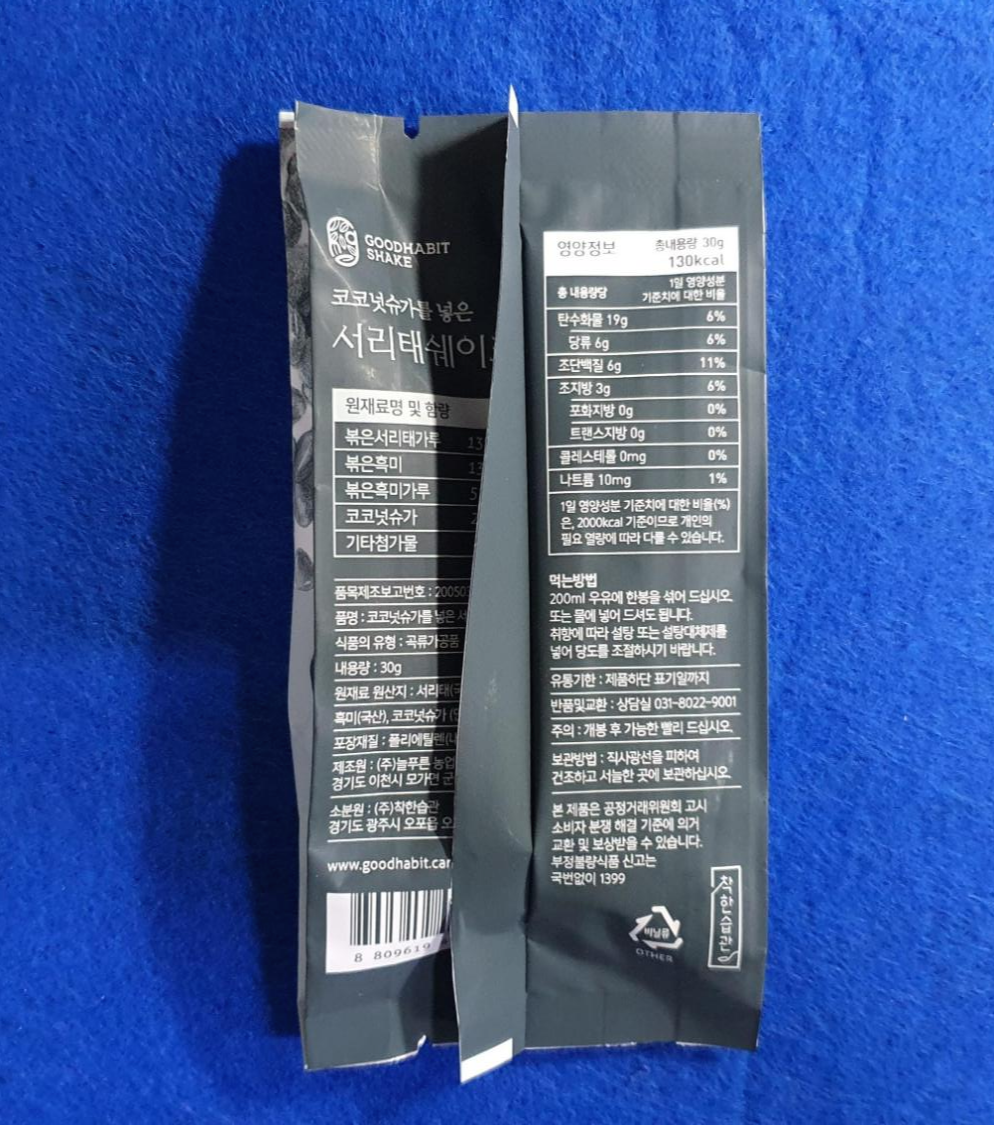 GOODHABIT
SHAKE
코코넛슈가를 넣은
서리태쉐이
원재료명 및 함량
볶은서리태가루 13
볶은흑미 13
볶은흑미가루 5
코코넛슈가
기타첨가물
품목제조보고번호 : 200503
품명 : 코코넛슈가를 넣은 서
식품의 유형 : 곡류가공품
내용량 : 30g
원재료 원산지 : 서리태(국
흑미(국산), 코코넛슈가
포장재질 : 폴리에틸렌(내
제조원 : (주)늘푸른 농업
경기도 이천시 모가면 군
소분원 : (주)착한습관
경기도 광주시 오포읍 오
www.goodhabit.car
8 809619
영양정보 총내용량 30g
130kcal
총 내용량당 1일 영양성분
기준치에 대한 비율
탄수화물 19g 6%
당류 6g 6%
조단백질 6g 11%
조지방 3g 6%
포화지방 0g 0%
트랜스지방 0g 0%
콜레스테롤 0mg 0%
나트륨 10mg 1%
1일 영양성분 기준치에 대한 비율(%)
은, 2000kcal 기준이므로 개인의
필요 열량에 따라 다를 수 있습니다.
먹는방법
200ml 우유에 한봉을 섞어 드십시오.
또는 물에 넣어 드셔도 됩니다.
취향에 따라 설탕 또는 설탕대체제를
넣어 당도를 조절하시기 바랍니다.
유통기한 : 제품하단 표기일까지
반품및교환 : 상담실 031-8022-9001
주의 : 개봉 후 가능한 빨리 드십시오.
보관방법 : 직사광선을 피하여
건조하고 서늘한 곳에 보관하십시오.
본 제품은 공정거래위원회 고시
소비자 분쟁 해결 기준에 의거
교환 및 보상받을 수 있습니다.
부정불량식품 신고는
국번없이 1399
비닐류
OTHER
착한습관